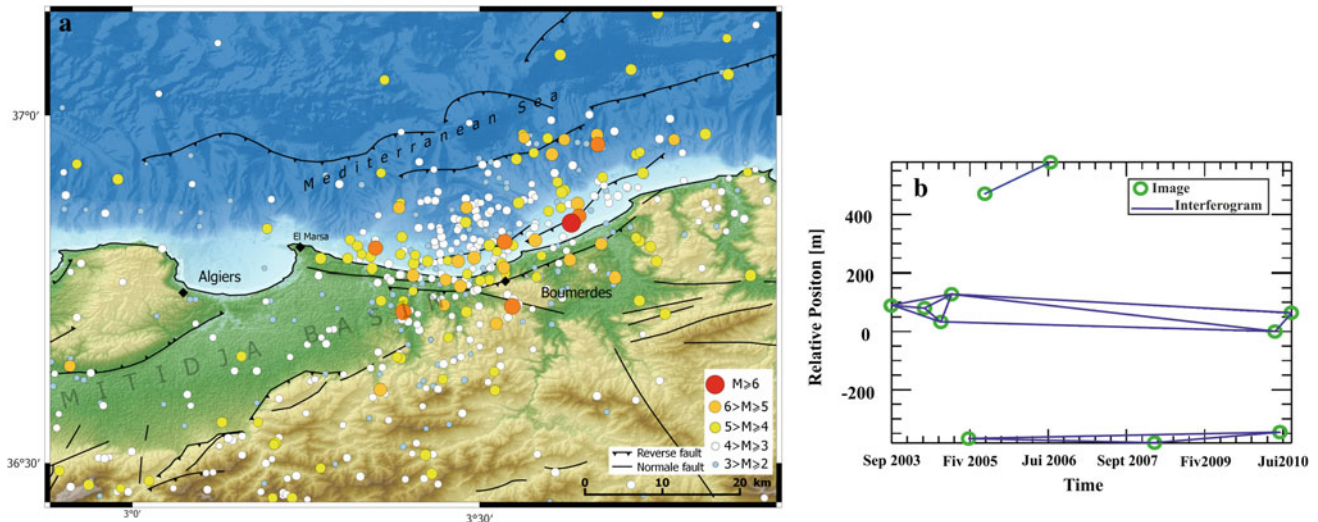 a
37°0'
36°30'
3°0'
3°30'
Mediterranean Sea
El Marsa
Algiers
Boumerdes
MITIDJA BAS
M⩾6
6>M⩾5
5>M⩾4
4>M⩾3
3>M⩾2
Reverse fault
Normale fault
0 10 20 km
b
Image
Interferogram
Relative Positon [m]
400
200
0
-200
Sep 2003 Fiv 2005 Jui 2006 Sept 2007 Fiv2009 Jui2010
Time